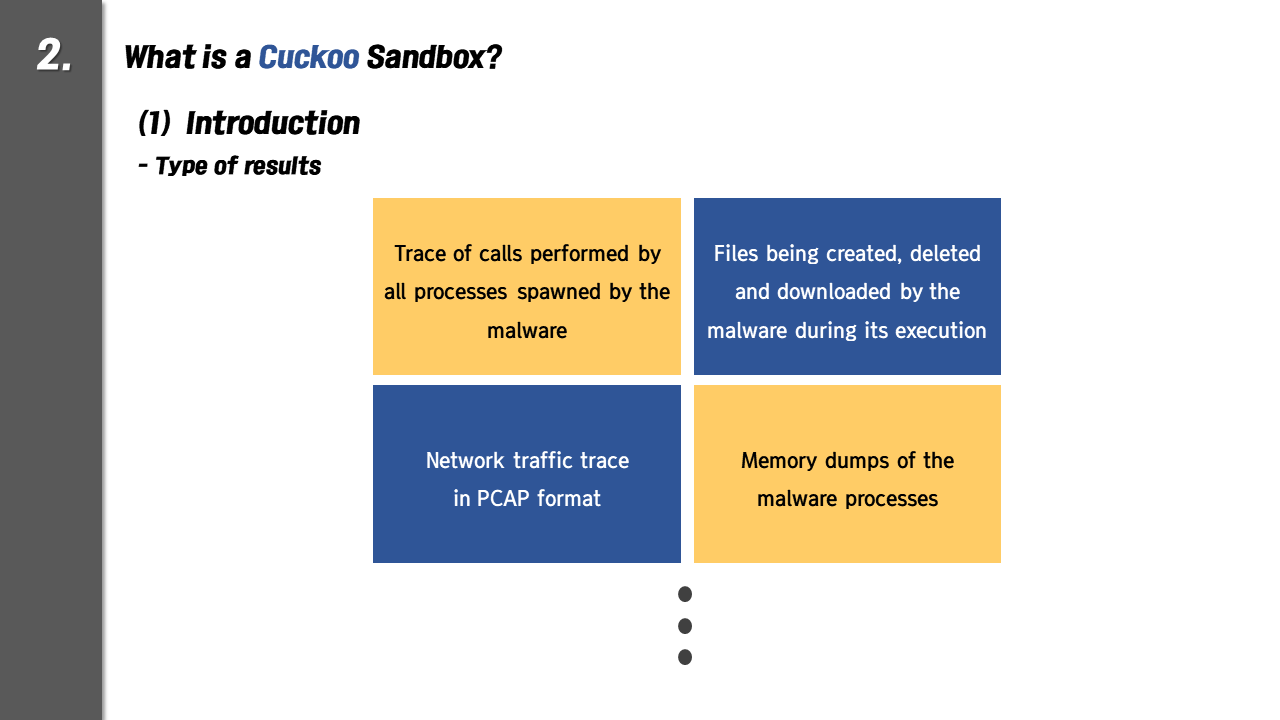 2.
What is a Cuckoo Sandbox?
(1) Introduction
- Type of results
Trace of calls performed by
all processes spawned by the
malware
Files being created, deleted
and downloaded by the
malware during its execution
Network traffic trace
in PCAP format
Memory dumps of the
malware processes